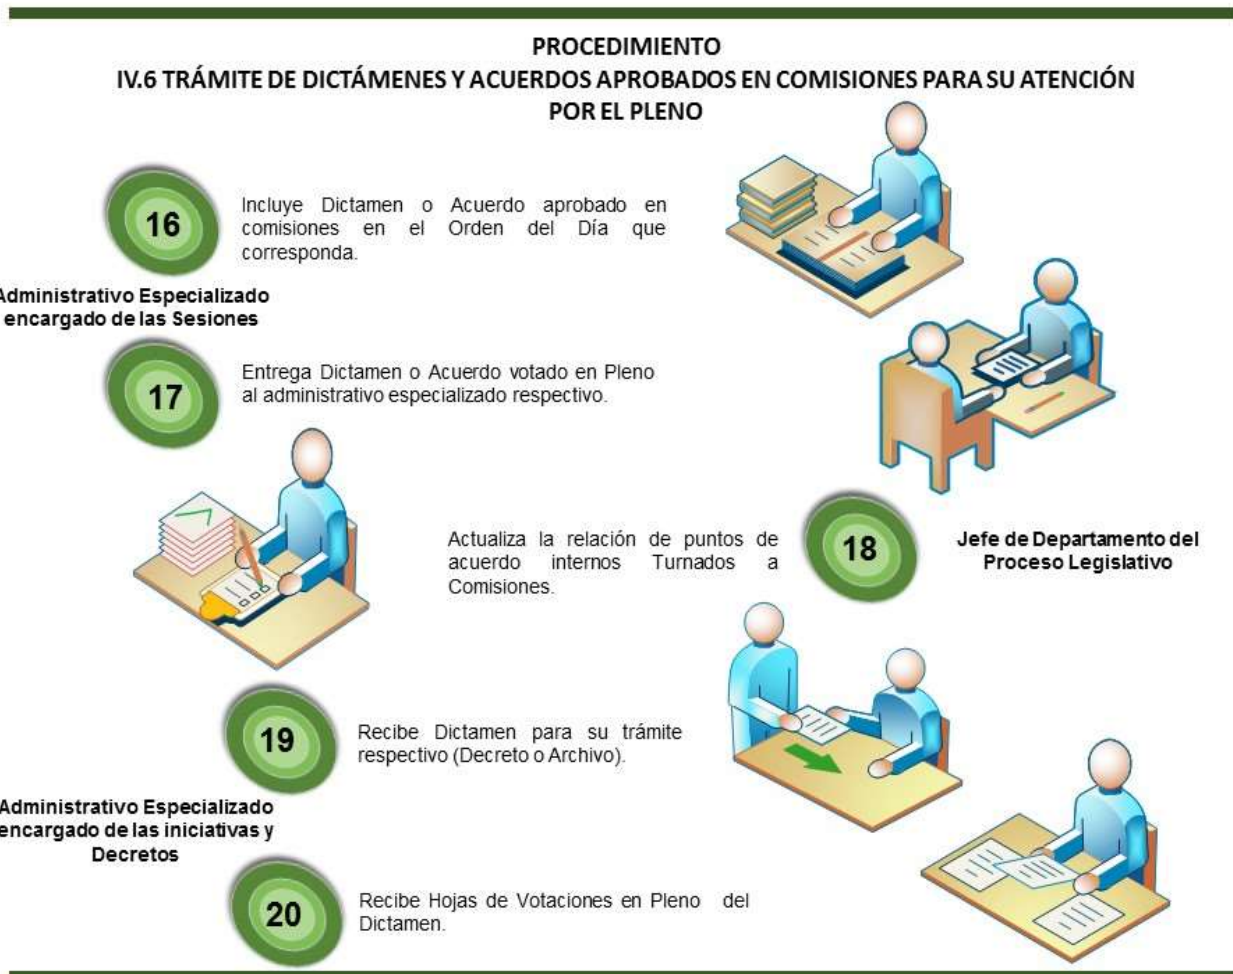 PROCEDIMIENTO
IV.6 TRÁMITE DE DICTÁMENES Y ACUERDOS APROBADOS EN COMISIONES PARA SU ATENCIÓN
POR EL PLENO
16
Incluye Dictamen o Acuerdo aprobado en
comisiones en el Orden del Día que
corresponda.
Administrativo Especializado
encargado de las Sesiones
17
Entrega Dictamen o Acuerdo votado en Pleno
al administrativo especializado respectivo.
Actualiza la relación de puntos de
acuerdo internos Turnados a
Comisiones.
18
Jefe de Departamento del
Proceso Legislativo
19
Recibe Dictamen para su trámite
respectivo (Decreto o Archivo).
Administrativo Especializado
encargado de las iniciativas y
Decretos
20
Recibe Hojas de Votaciones en Pleno del
Dictamen.